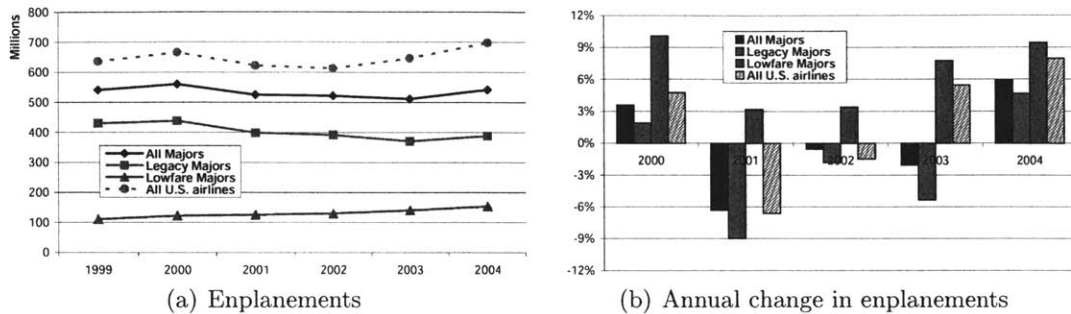 Millions
800
700
600
500
400
300
200
100
0
All Majors
Legacy Majors
Lowfare Majors
All U.S. airlines
1999 2000 2001 2002 2003 2004
(a) Enplanements
12%
9%
6%
3%
0%
-3%
-6%
-9%
-12%
All Majors
Legacy Majors
Lowfare Majors
All U.S. airlines
2000 2001 2002 2003 2004
(b) Annual change in enplanements